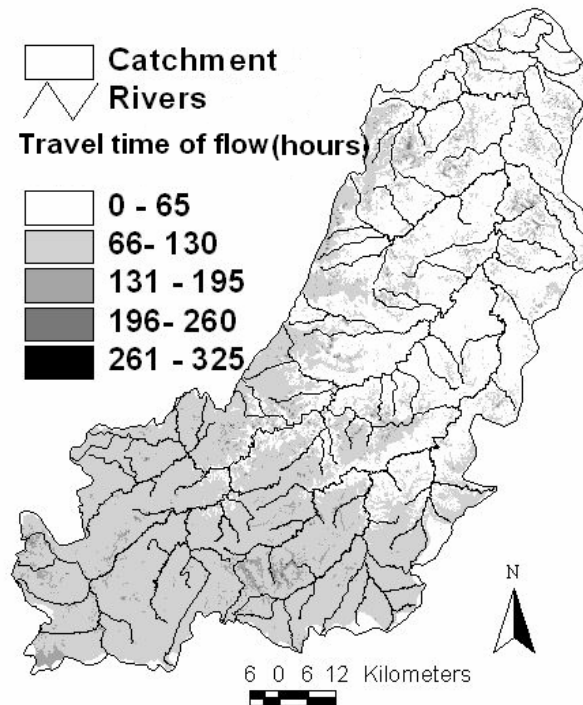 Catchment
Rivers
Travel time of flow(hours)
0 - 65
66- 130
131 - 195
196- 260
261 - 325
N
6 0 6 12 Kilometers